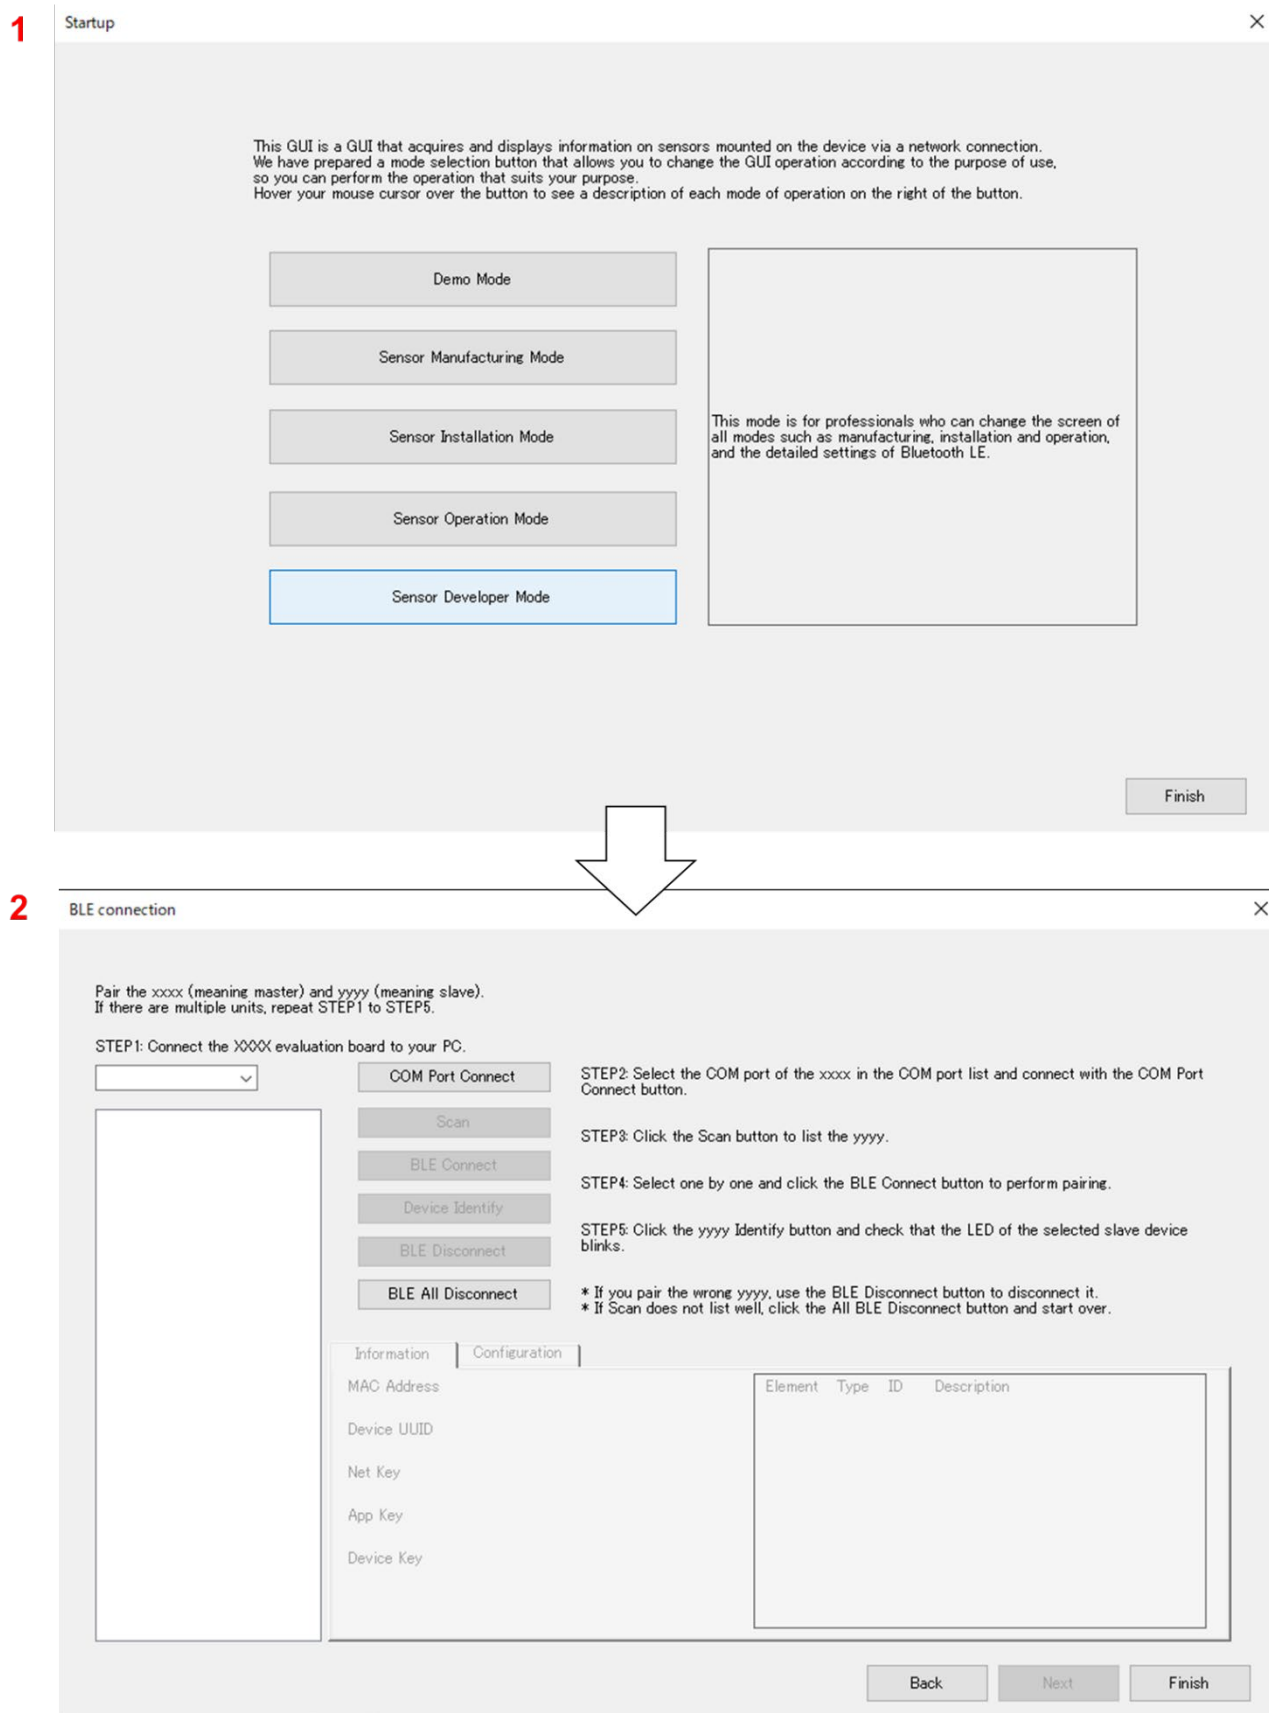 1
Startup
This GUI is a GUI that acquires and displays information on sensors mounted on the device via a network connection.
We have prepared a mode selection button that allows you to change the GUI operation according to the purpose of use,
so you can perform the operation that suits your purpose.
Hover your mouse cursor over the button to see a description of each mode of operation on the right of the button.
Demo Mode
Sensor Manufacturing Mode
Sensor Installation Mode
Sensor Operation Mode
Sensor Developer Mode
This mode is for professionals who can change the screen of
all modes such as manufacturing, installation and operation,
and the detailed settings of Bluetooth LE.
Finish
2
BLE connection
Pair the xxxx (meaning master) and yyyy (meaning slave).
If there are multiple units, repeat STEP1 to STEP5.
STEP1: Connect the XXXX evaluation board to your PC.
COM Port Connect
Scan
BLE Connect
Device Identify
BLE Disconnect
BLE All Disconnect
STEP2: Select the COM port of the xxxx in the COM port list and connect with the COM Port
Connect button.
STEP3: Click the Scan button to list the yyyy.
STEP4: Select one by one and click the BLE Connect button to perform pairing.
STEP5: Click the yyyy Identify button and check that the LED of the selected slave device
blinks.
* If you pair the wrong yyyy, use the BLE Disconnect button to disconnect it.
* If Scan does not list well, click the All BLE Disconnect button and start over.
Information Configuration
MAC Address
Device UUID
Net Key
App Key
Device Key
Element Type ID Description
Back Next Finish